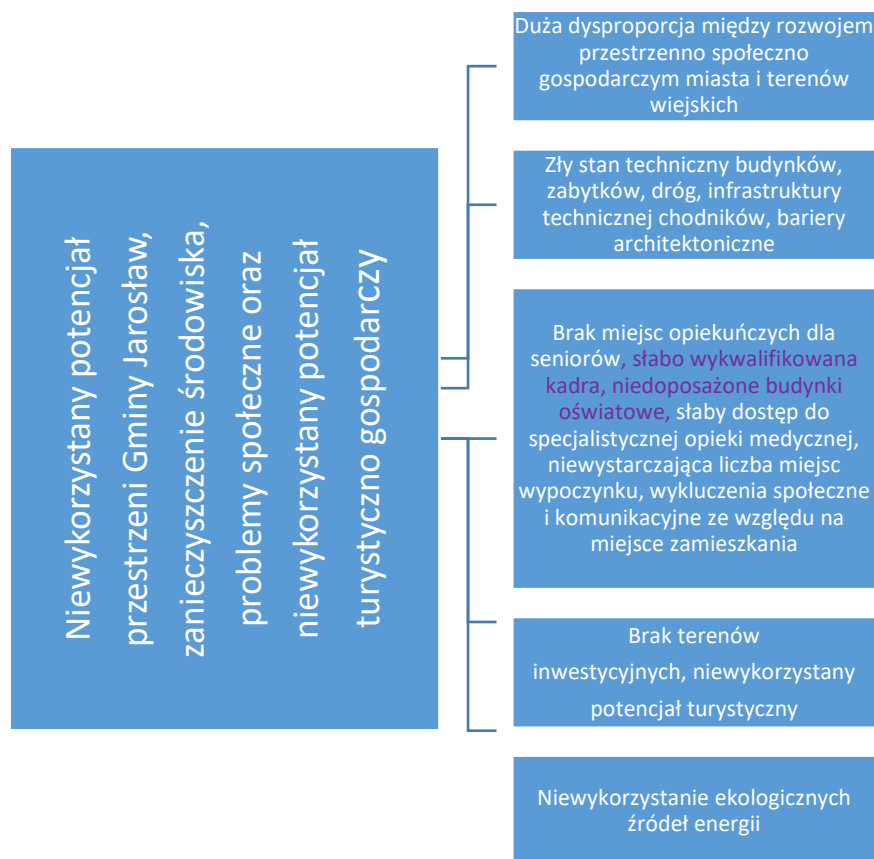 Niewykorzystany potencjał
przestrzeni Gminy Jarosław,
zanieczyszczenie środowiska,
problemy społeczne oraz
niewykorzystany potencjał
turystyczno gospodarczy
Duża dysproporcja między rozwojem
przestrzenno społeczno
gospodarczym miasta i terenów
wiejskich
Zły stan techniczny budynków,
zabytków, dróg, infrastruktury
technicznej chodników, bariery
architektoniczne
Brak miejsc opiekuńczych dla
seniorów, słabo wykwalifikowana
kadra, niedoposażone budynki
oświatowe, słaby dostęp do
specjalistycznej opieki medycznej,
niewystarczająca liczba miejsc
wypoczynku, wykluczenia społeczne
i komunikacyjne ze względu na
miejsce zamieszkania
Brak terenów
inwestycyjnych, niewykorzystany
potencjał turystyczny
Niewykorzystanie ekologicznych
źródeł energii